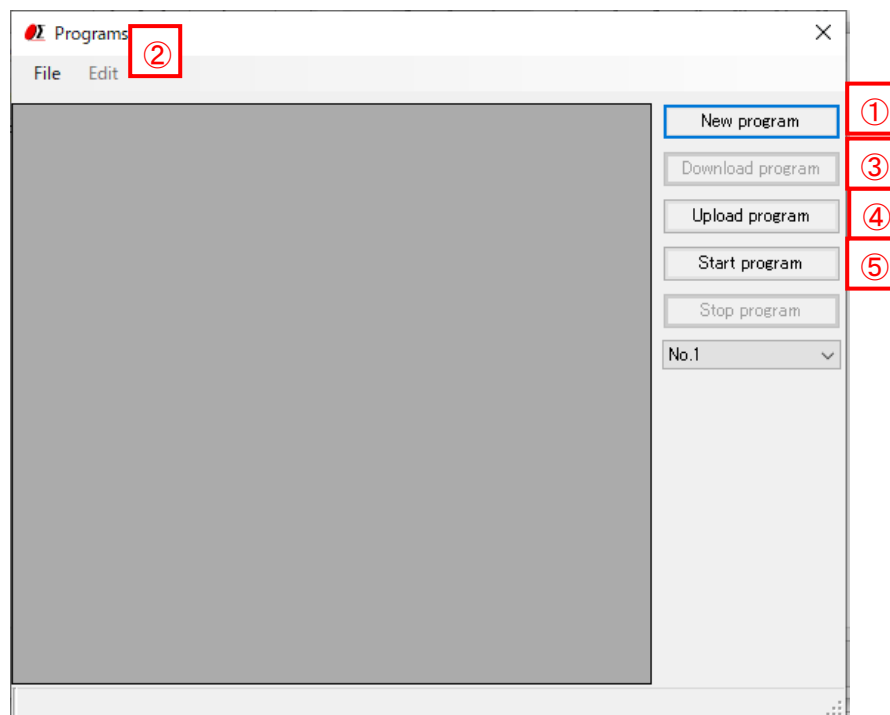 Programs
②
File Edit
New program ①
Download program ③
Upload program ④
Start program ⑤
Stop program
No.1